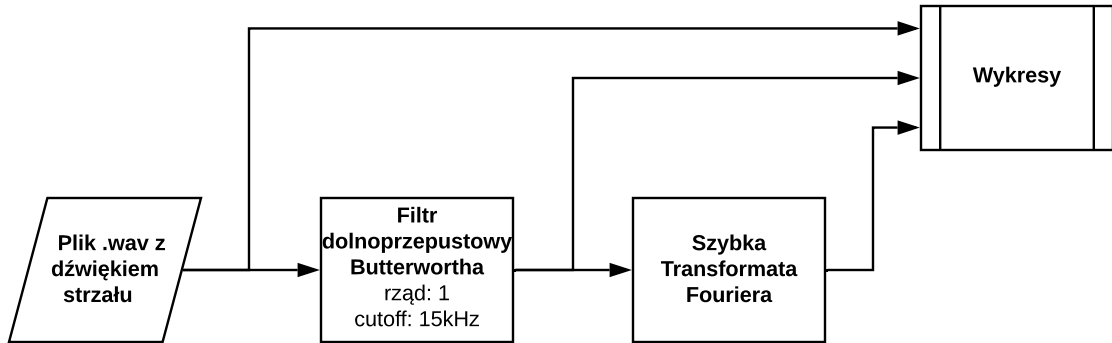 Wykresy
Plik .wav z
dźwiękiem
strzału
Filtr
dolnoprzepustowy
Butterwortha
rząd: 1
cutoff: 15kHz
Szybka
Transformata
Fouriera